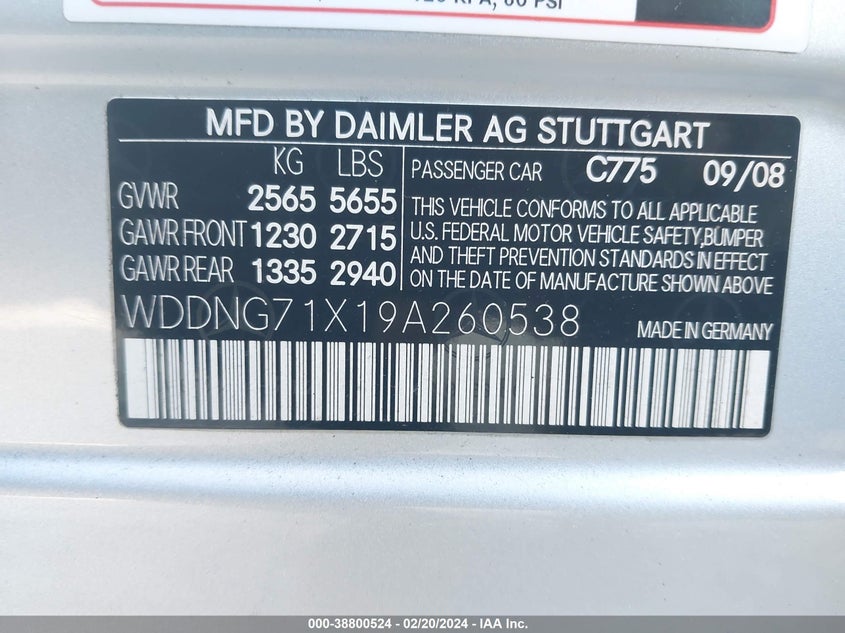 KPA, 60 PSI
MFD BY DAIMLER AG STUTTGART
KG LBS
GVWR 2565 5655
GAWR FRONT 1230 2715
GAWR REAR 1335 2940
PASSENGER CAR C775 09/08
THIS VEHICLE CONFORMS TO ALL APPLICABLE
U.S. FEDERAL MOTOR VEHICLE SAFETY,BUMPER
AND THEFT PREVENTION STANDARDS IN EFFECT
ON THE DATE OF MANUFACTURE SHOWN ABOVE
WDDNG71X19A260538 MADE IN GERMANY
000-38800524 - 02/20/2024 - IAA Inc.